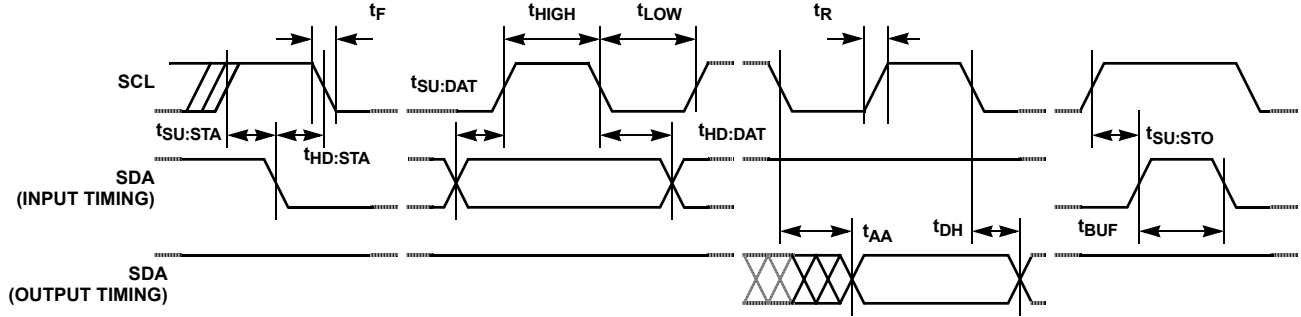 tF
tHIGH
tLOW
tR
SCL
tSU:DAT
tSU:STA
tHD:STA
tHD:DAT
tSU:STO
SDA
(INPUT TIMING)
tAA
tDH
tBUF
SDA
(OUTPUT TIMING)